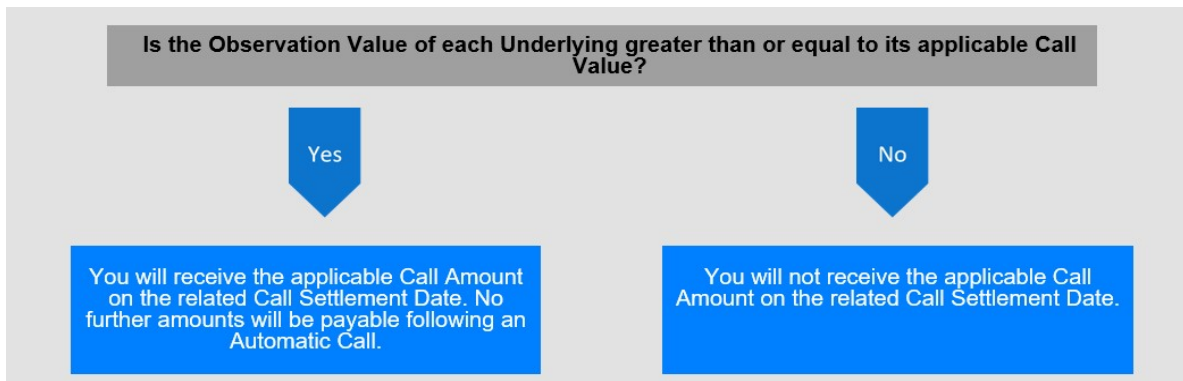 Is the Observation Value of each Underlying greater than or equal to its applicable Call
Value?
Yes
No
You will receive the applicable Call Amount
on the related Call Settlement Date. No
further amounts will be payable following an
Automatic Call.
You will not receive the applicable Call
Amount on the related Call Settlement Date.